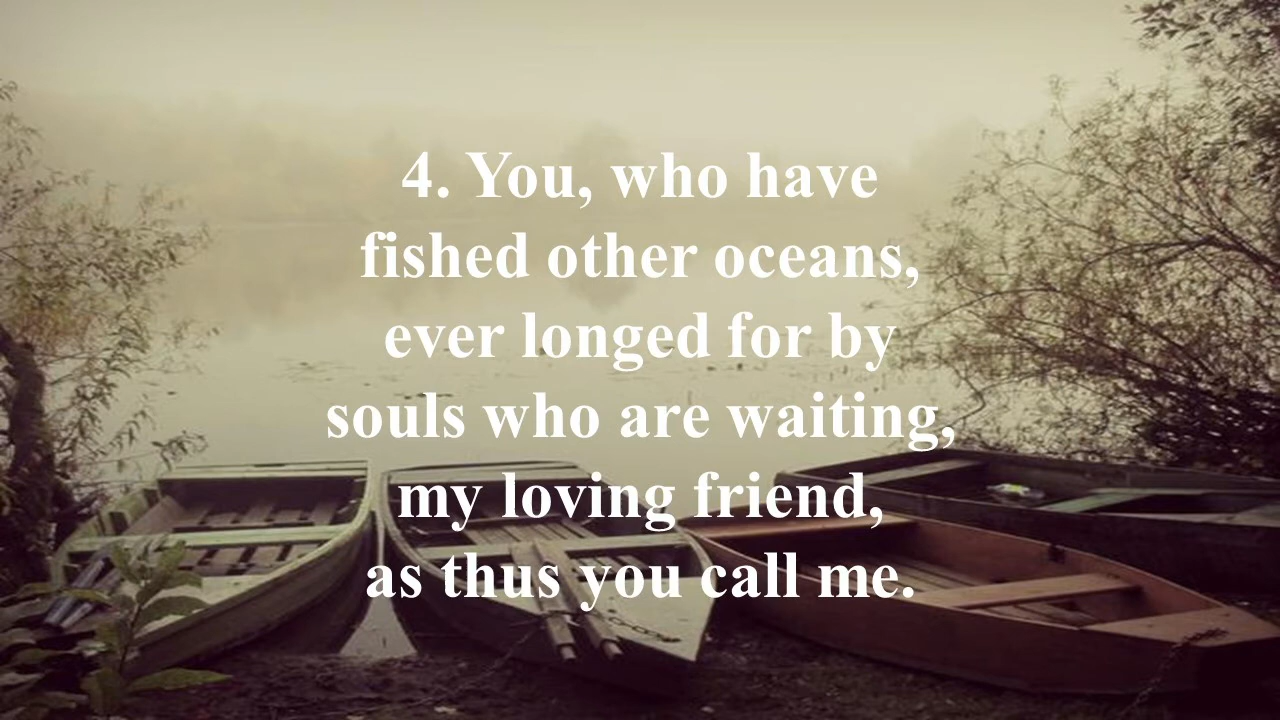 4. You, who have
fished other oceans,
ever longed for by
souls who are waiting,
my loving friend,
as thus you call me.